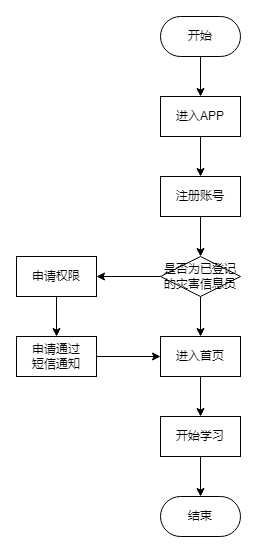 开始
进入APP
注册账号
是否为已登记
的灾害信息员
申请权限
申请通过
短信通知
进入首页
开始学习
结束